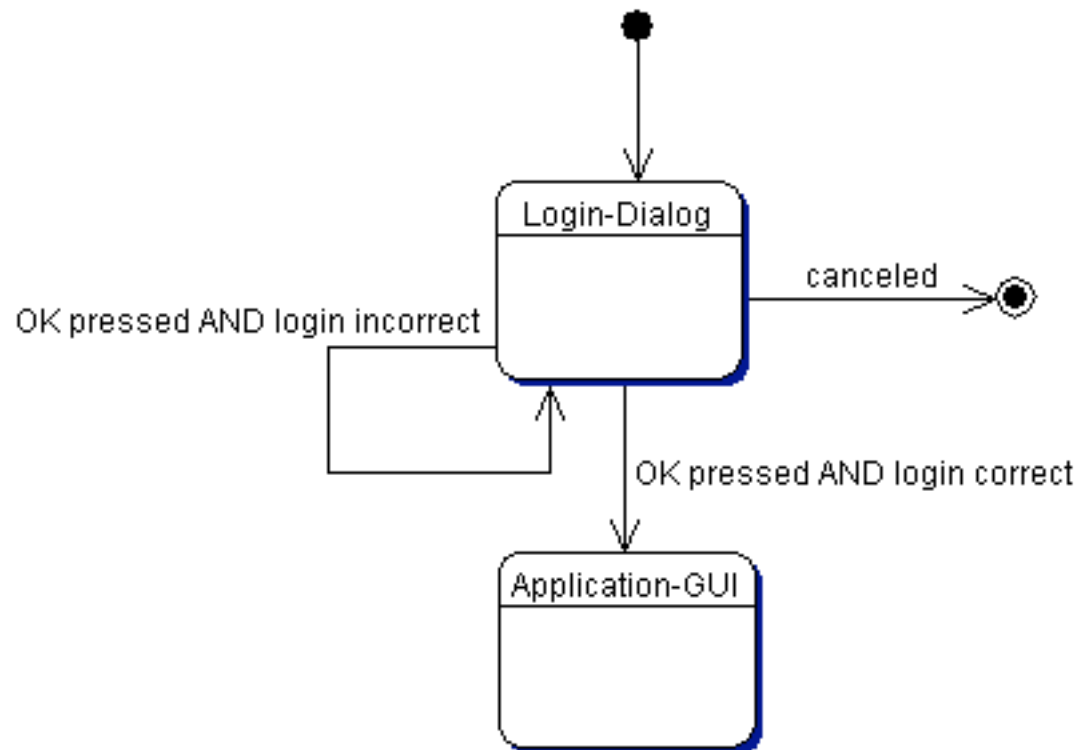 Login-Dialog
canceled
OK pressed AND login incorrect
OK pressed AND login correct
Application-GUI